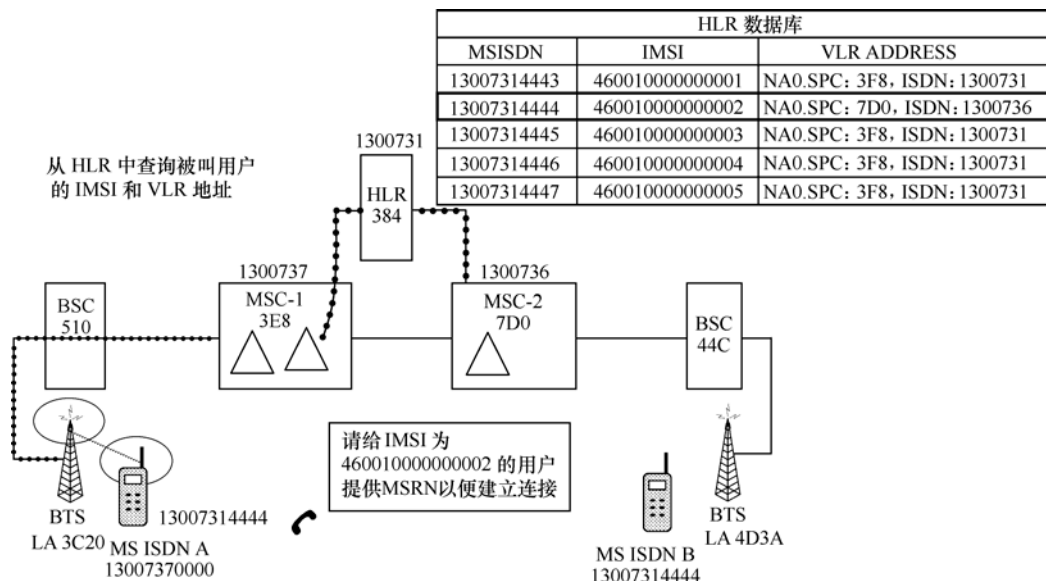 HLR 数据库
MSISDN IMSI VLR ADDRESS
13007314443 460010000000001 NA0.SPC: 3F8, ISDN: 1300731
13007314444 460010000000002 NA0.SPC: 7D0, ISDN: 1300736
13007314445 460010000000003 NA0.SPC: 3F8, ISDN: 1300731
13007314446 460010000000004 NA0.SPC: 3F8, ISDN: 1300731
13007314447 460010000000005 NA0.SPC: 3F8, ISDN: 1300731
从 HLR 中查询被叫用户
的 IMSI 和 VLR 地址
1300731
HLR
384
1300737
MSC-1
3E8
1300736
MSC-2
7D0
BSC
510
BSC
44C
请给 IMSI 为
460010000000002 的用户
提供MSRN以便建立连接
BTS
LA 3C20
13007314444
MS ISDN A
13007370000
BTS
LA 4D3A
MS ISDN B
13007314444